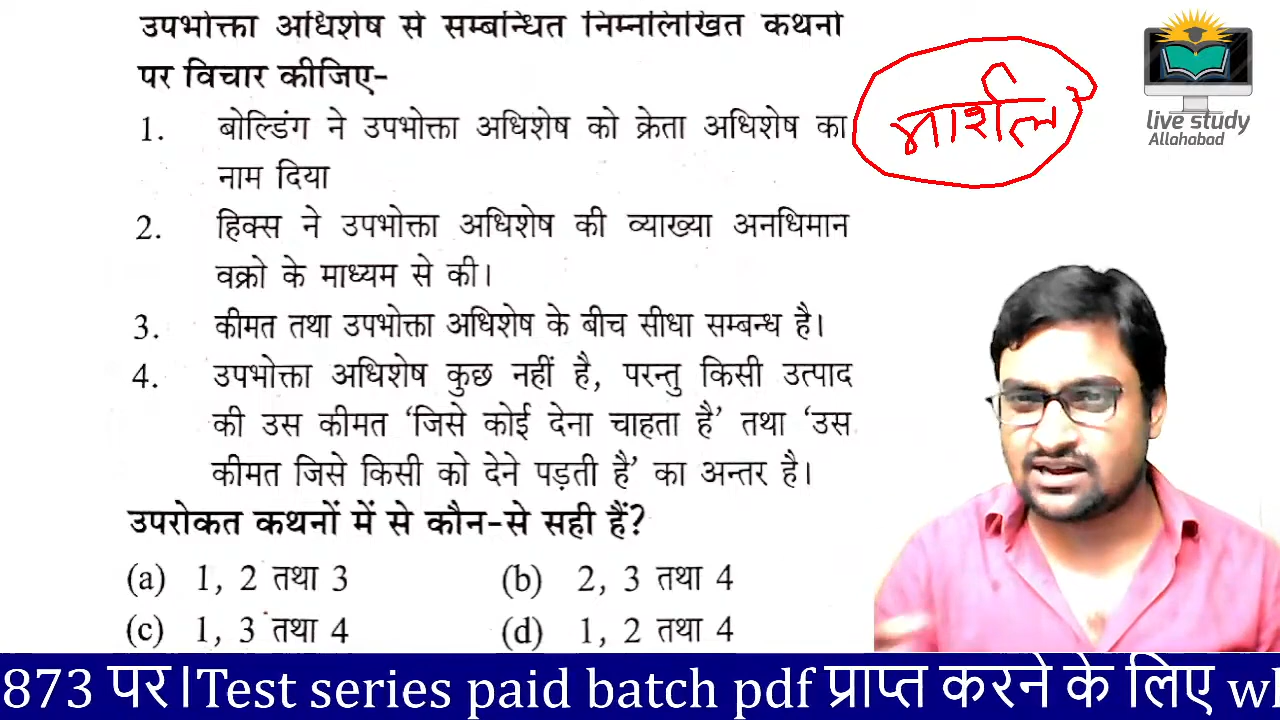 उपभोक्ता अधिशेष से सम्बन्धित निम्नलिखित कथनों
पर विचार कीजिए-
1. बोल्डिंग ने उपभोक्ता अधिशेष को क्रेता अधिशेष का
नाम दिया
2. हिक्स ने उपभोक्ता अधिशेष की व्याख्या अनधिमान
वक्रो के माध्यम से की।
3. कीमत तथा उपभोक्ता अधिशेष के बीच सीधा सम्बन्ध है।
4. उपभोक्ता अधिशेष कुछ नहीं है, परन्तु किसी उत्पाद
की उस कीमत ‘जिसे कोई देना चाहता है’ तथा ‘उस
कीमत जिसे किसी को देने पड़ती है’ का अन्तर है।
उपरोकत कथनों में से कौन-से सही हैं?
(a) 1, 2 तथा 3 (b) 2, 3 तथा 4
(c) 1, 3 तथा 4 (d) 1, 2 तथा 4
मार्शल
live study
Allahabad
873 पर।Test series paid batch pdf प्राप्त करने के लिए